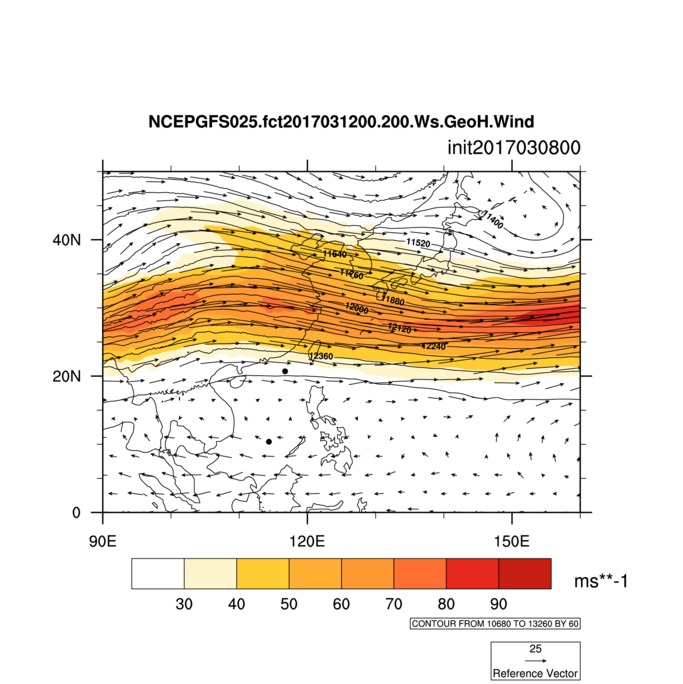 NCEPGFS025.fct2017031200.200.Ws.GeoH.Wind
init2017030800
11400
40N
11520
11640
11760
11880
12000
12120
12240
12360
20N
0
90E 120E 150E
30 40 50 60 70 80 90
ms**-1
CONTOUR FROM 10680 TO 13260 BY 60
25
Reference Vector